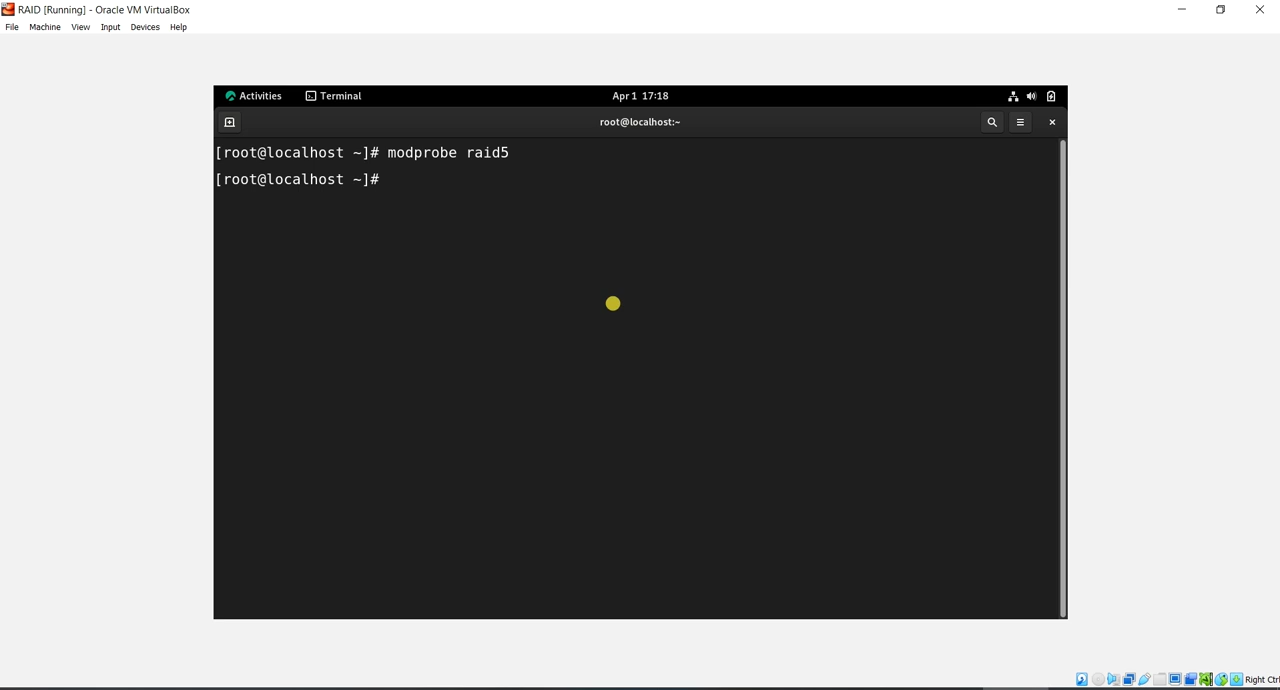 RAID [Running] - Oracle VM VirtualBox
File Machine View Input Devices Help
Activities Terminal Apr 1 17:18
root@localhost:~
[root@localhost ~]# modprobe raid5
[root@localhost ~]#
Right Ctrl